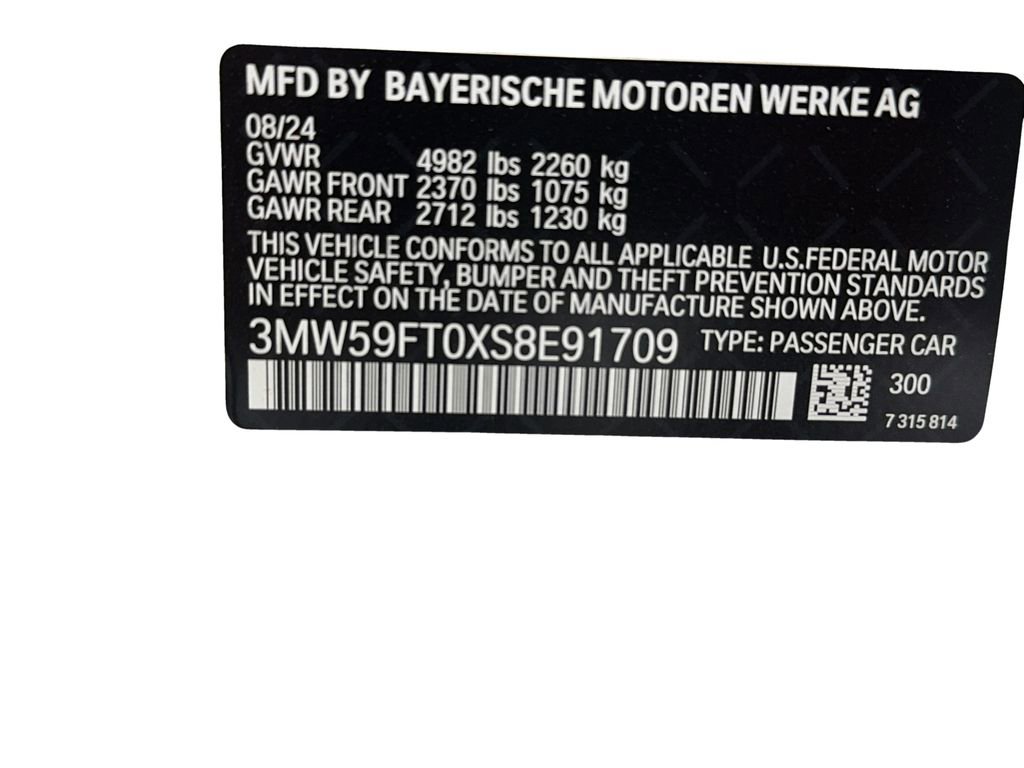 MFD BY BAYERISCHE MOTOREN WERKE AG
08/24
GVWR 4982 lbs 2260 kg
GAWR FRONT 2370 lbs 1075 kg
GAWR REAR 2712 lbs 1230 kg
THIS VEHICLE CONFORMS TO ALL APPLICABLE U.S.FEDERAL MOTOR
VEHICLE SAFETY, BUMPER AND THEFT PREVENTION STANDARDS
IN EFFECT ON THE DATE OF MANUFACTURE SHOWN ABOVE.
3MW59FT0XS8E91709 TYPE: PASSENGER CAR
300
7 315 814